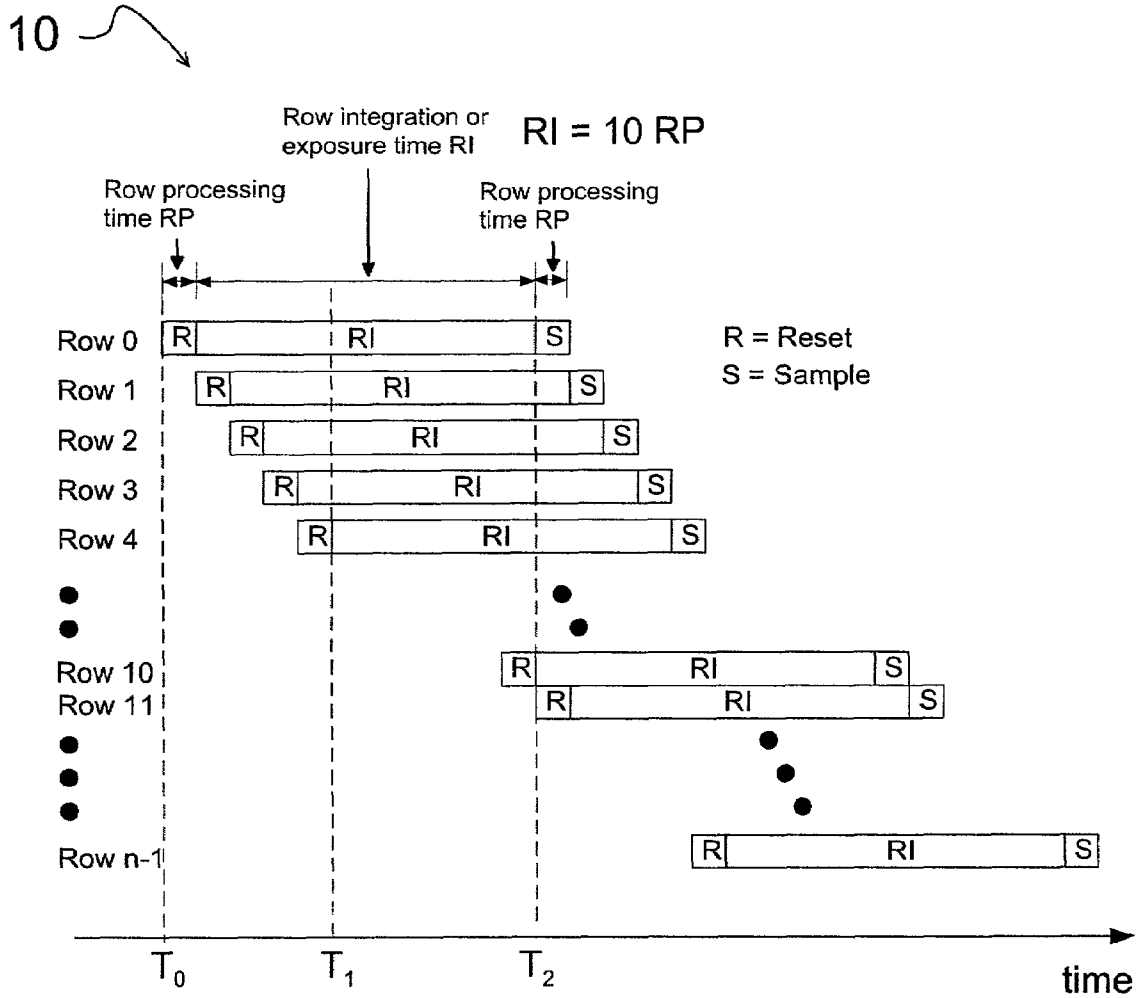 10
Row integration or
exposure time RI
RI = 10 RP
Row processing
time RP
Row processing
time RP
Row 0 R RI S
R = Reset
S = Sample
Row 1 R RI S
Row 2 R RI S
Row 3 R RI S
Row 4 R RI S
Row 10 R RI S
Row 11 R RI S
Row n-1 R RI S
T0 T1 T2
time